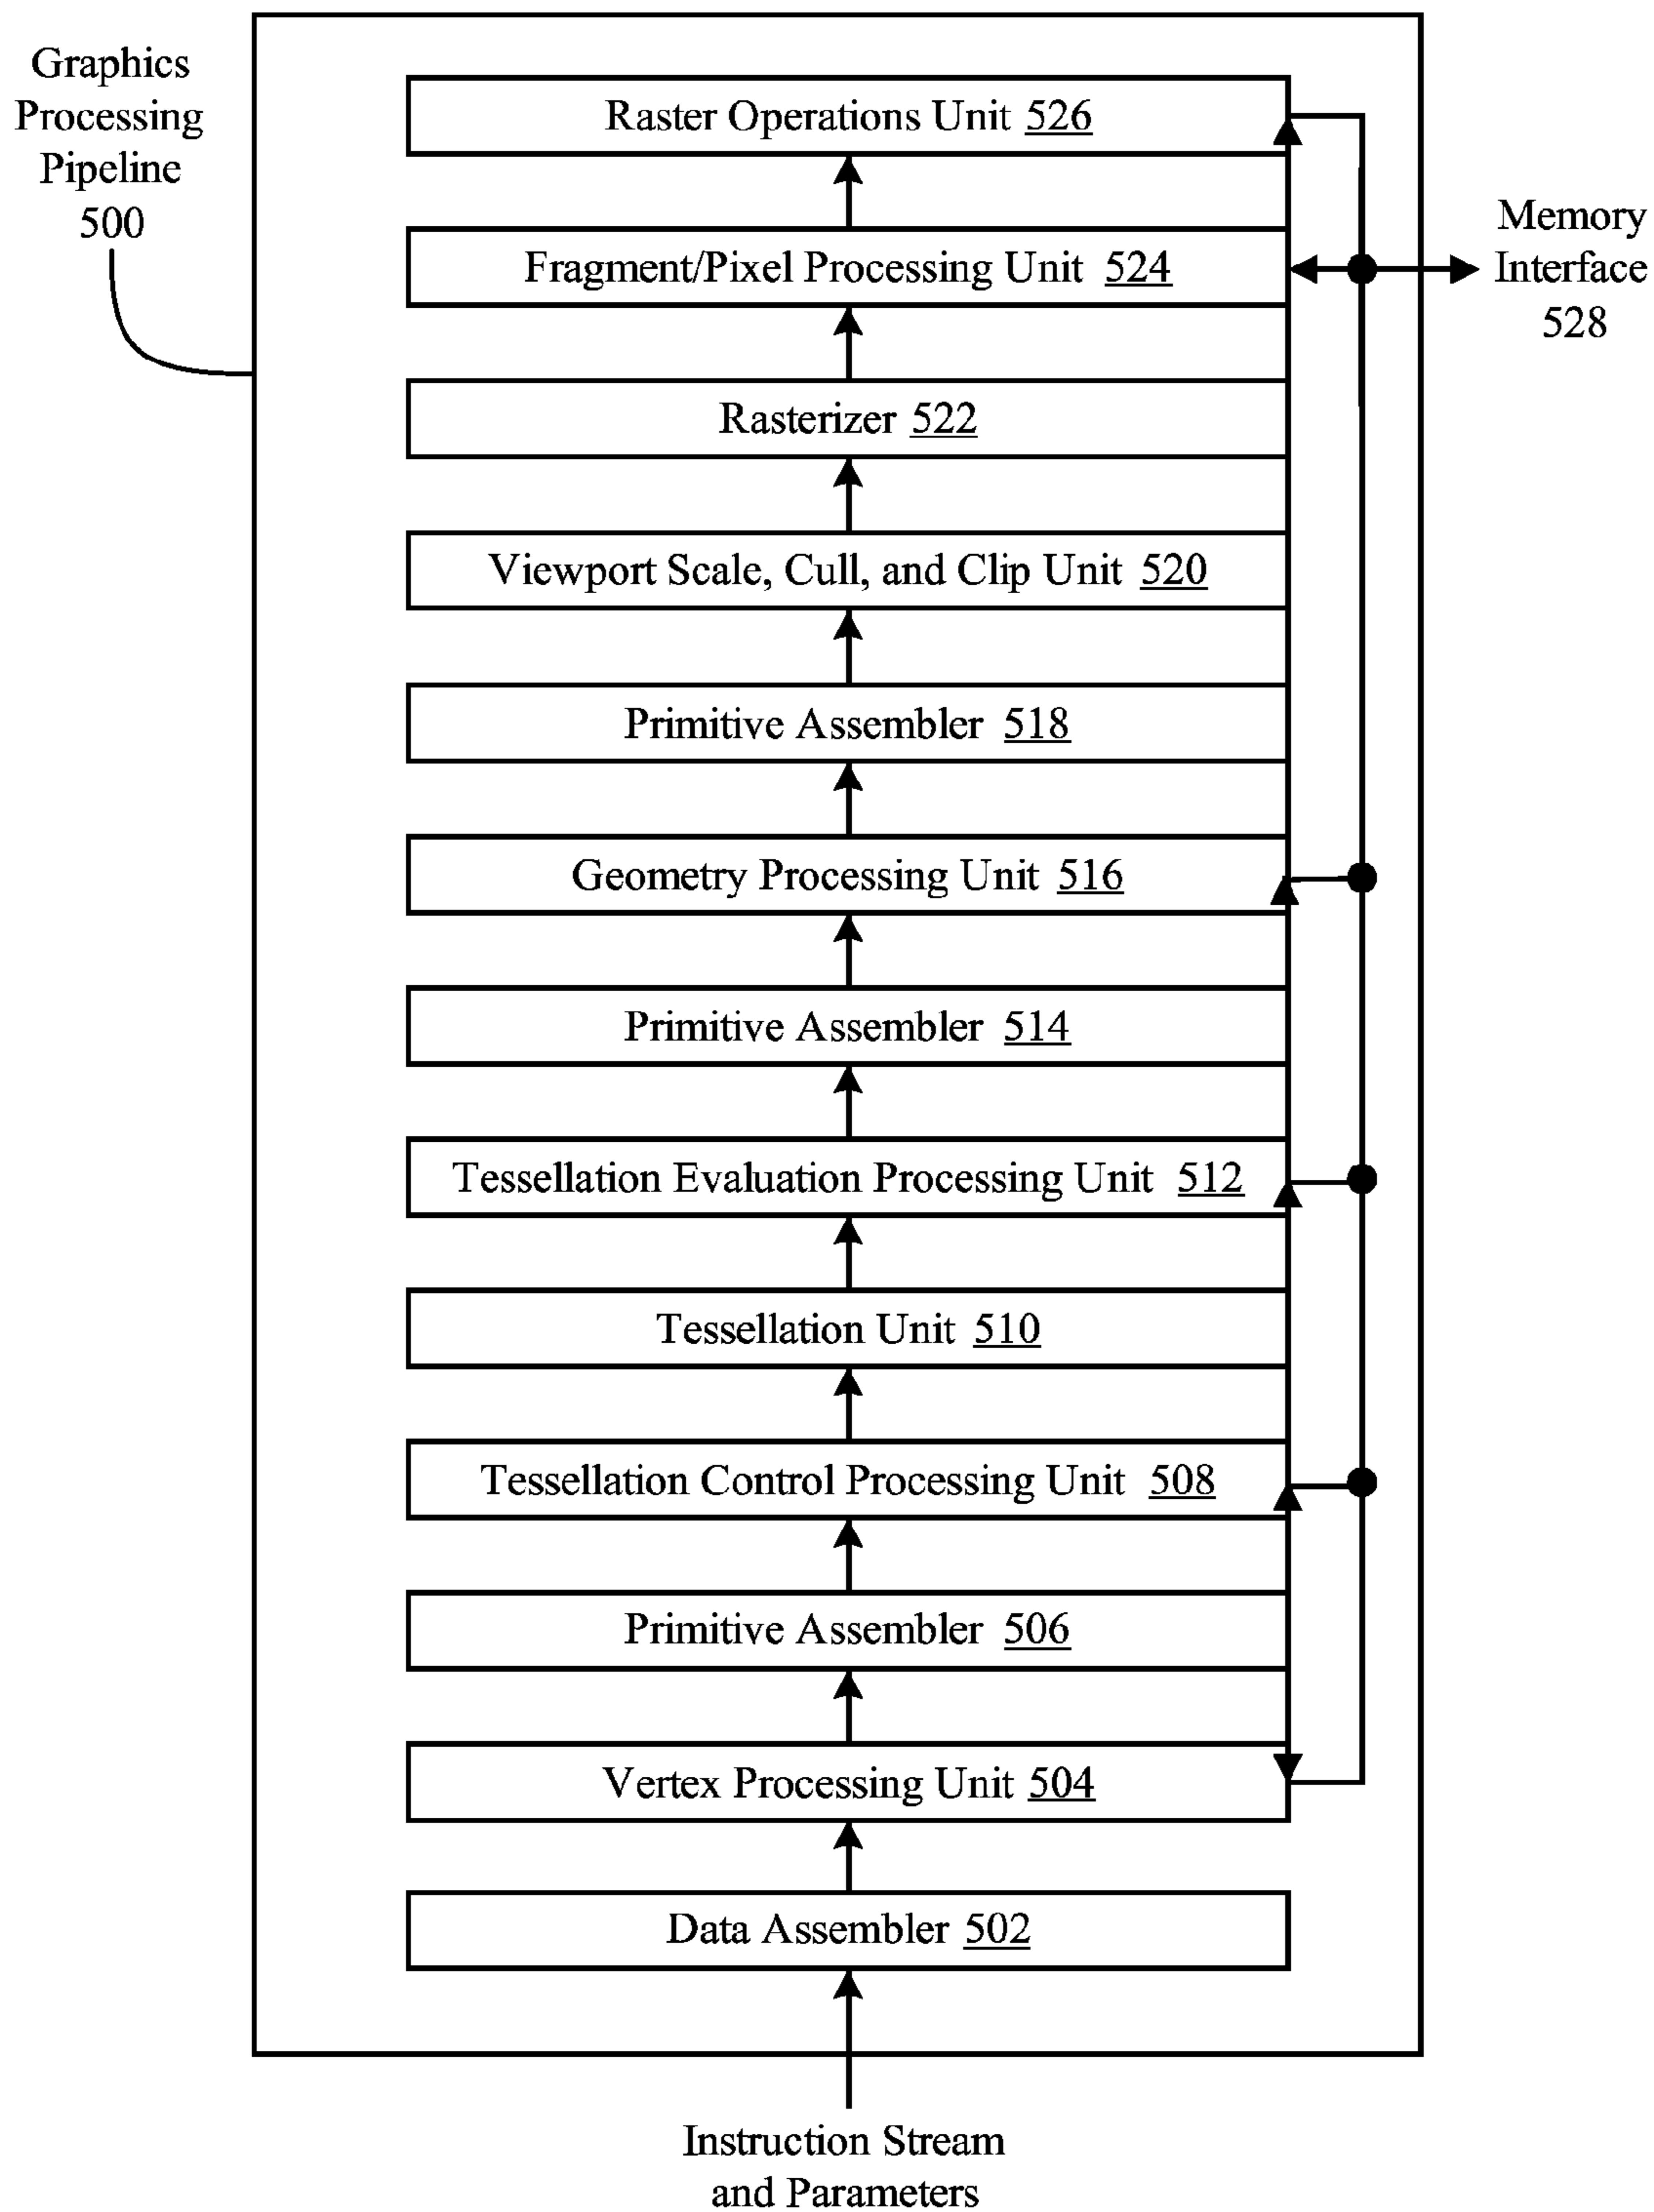 Graphics
Processing
Pipeline
500
Raster Operations Unit 526
Fragment/Pixel Processing Unit 524
Memory
Interface
528
Rasterizer 522
Viewport Scale, Cull, and Clip Unit 520
Primitive Assembler 518
Geometry Processing Unit 516
Primitive Assembler 514
Tessellation Evaluation Processing Unit 512
Tessellation Unit 510
Tessellation Control Processing Unit 508
Primitive Assembler 506
Vertex Processing Unit 504
Data Assembler 502
Instruction Stream
and Parameters